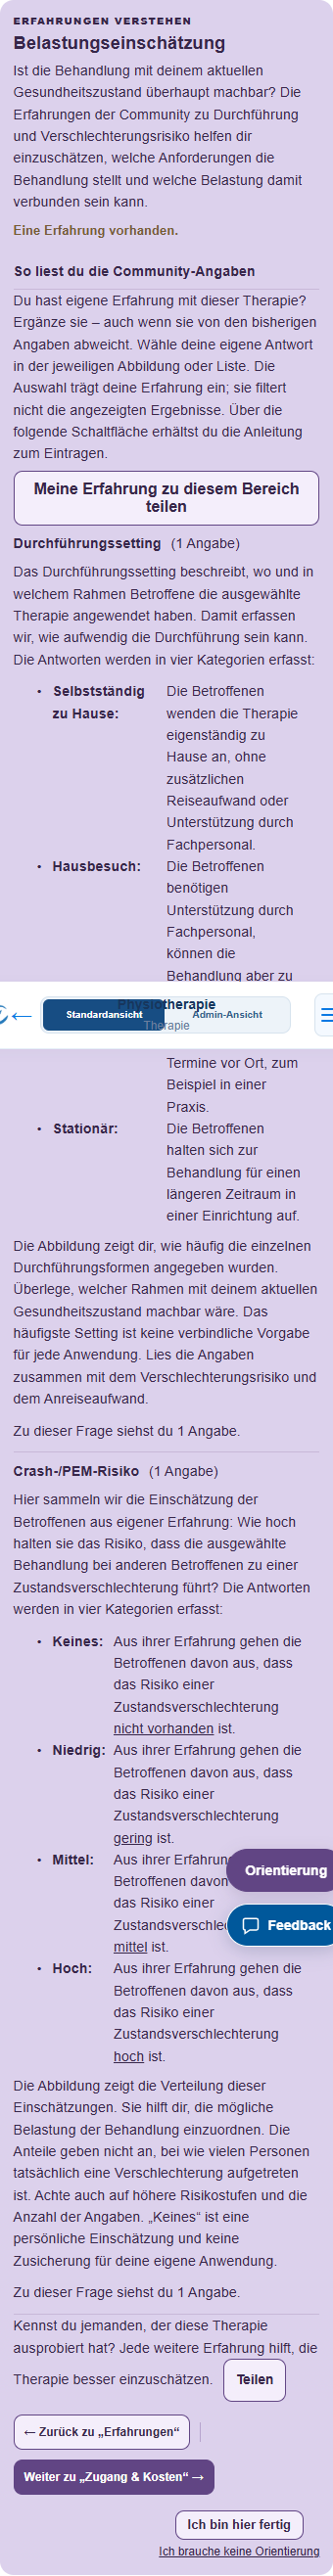 ERFAHRUNGEN VERSTEHEN
Belastungseinschätzung
Ist die Behandlung mit deinem aktuellen
Gesundheitszustand überhaupt machbar? Die
Erfahrungen der Community zu Durchführung
und Verschlechterungsrisiko helfen dir
einzuschätzen, welche Anforderungen die
Behandlung stellt und welche Belastung damit
verbunden sein kann.
Eine Erfahrung vorhanden.
So liest du die Community-Angaben
Du hast eigene Erfahrung mit dieser Therapie?
Ergänze sie – auch wenn sie von den bisherigen
Angaben abweicht. Wähle deine eigene Antwort
in der jeweiligen Abbildung oder Liste. Die
Auswahl trägt deine Erfahrung ein; sie filtert
nicht die angezeigten Ergebnisse. Über die
folgende Schaltfläche erhältst du die Anleitung
zum Eintragen.
Meine Erfahrung zu diesem Bereich
teilen
Durchführungssetting (1 Angabe)
Das Durchführungssetting beschreibt, wo und in
welchem Rahmen Betroffene die ausgewählte
Therapie angewendet haben. Damit erfassen
wir, wie aufwendig die Durchführung sein kann.
Die Antworten werden in vier Kategorien erfasst:
• Selbstständig zu Hause: Die Betroffenen
wenden die Therapie
eigenständig zu
Hause an, ohne
zusätzlichen
Reiseaufwand oder
Unterstützung durch
Fachpersonal.
• Hausbesuch: Die Betroffenen
benötigen
Unterstützung durch
Fachpersonal,
können die
Behandlung aber zu
Physiotherapie
← Standardansicht Admin-Ansicht
Therapie
Termine vor Ort, zum
Beispiel in einer
Praxis.
• Stationär: Die Betroffenen
halten sich zur
Behandlung für einen
längeren Zeitraum in
einer Einrichtung auf.
Die Abbildung zeigt dir, wie häufig die einzelnen
Durchführungsformen angegeben wurden.
Überlege, welcher Rahmen mit deinem aktuellen
Gesundheitszustand machbar wäre. Das
häufigste Setting ist keine verbindliche Vorgabe
für jede Anwendung. Lies die Angaben
zusammen mit dem Verschlechterungsrisiko und
dem Anreiseaufwand.
Zu dieser Frage siehst du 1 Angabe.
Crash-/PEM-Risiko (1 Angabe)
Hier sammeln wir die Einschätzung der
Betroffenen aus eigener Erfahrung: Wie hoch
halten sie das Risiko, dass die ausgewählte
Behandlung bei anderen Betroffenen zu einer
Zustandsverschlechterung führt? Die Antworten
werden in vier Kategorien erfasst:
• Keines: Aus ihrer Erfahrung gehen die
Betroffenen davon aus, dass
das Risiko einer
Zustandsverschlechterung
nicht vorhanden ist.
• Niedrig: Aus ihrer Erfahrung gehen die
Betroffenen davon aus, dass
das Risiko einer
Zustandsverschlechterung
gering ist.
• Mittel: Aus ihrer Erfahrung
Betroffenen davon
das Risiko einer
mittel ist.
Orientierung
Feedback
• Hoch: Aus ihrer Erfahrung gehen die
Betroffenen davon aus, dass
das Risiko einer
Zustandsverschlechterung
hoch ist.
Die Abbildung zeigt die Verteilung dieser
Einschätzungen. Sie hilft dir, die mögliche
Belastung der Behandlung einzuordnen. Die
Anteile geben nicht an, bei wie vielen Personen
tatsächlich eine Verschlechterung aufgetreten
ist. Achte auch auf höhere Risikostufen und die
Anzahl der Angaben. „Keines“ ist eine
persönliche Einschätzung und keine
Zusicherung für deine eigene Anwendung.
Zu dieser Frage siehst du 1 Angabe.
Kennst du jemanden, der diese Therapie
ausprobiert hat? Jede weitere Erfahrung hilft, die
Therapie besser einzuschätzen. Teilen
← Zurück zu „Erfahrungen“
Weiter zu „Zugang & Kosten“ →
Ich bin hier fertig
Ich brauche keine Orientierung